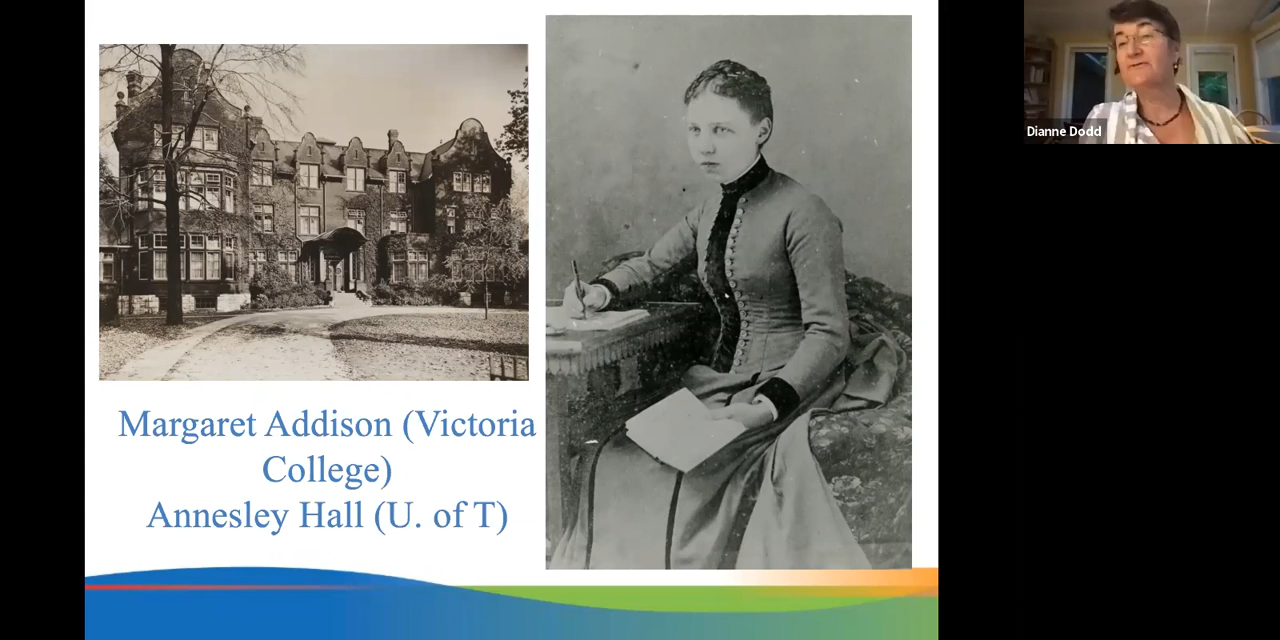 Margaret Addison (Victoria
College)
Annesley Hall (U. of T)
Dianne Dodd